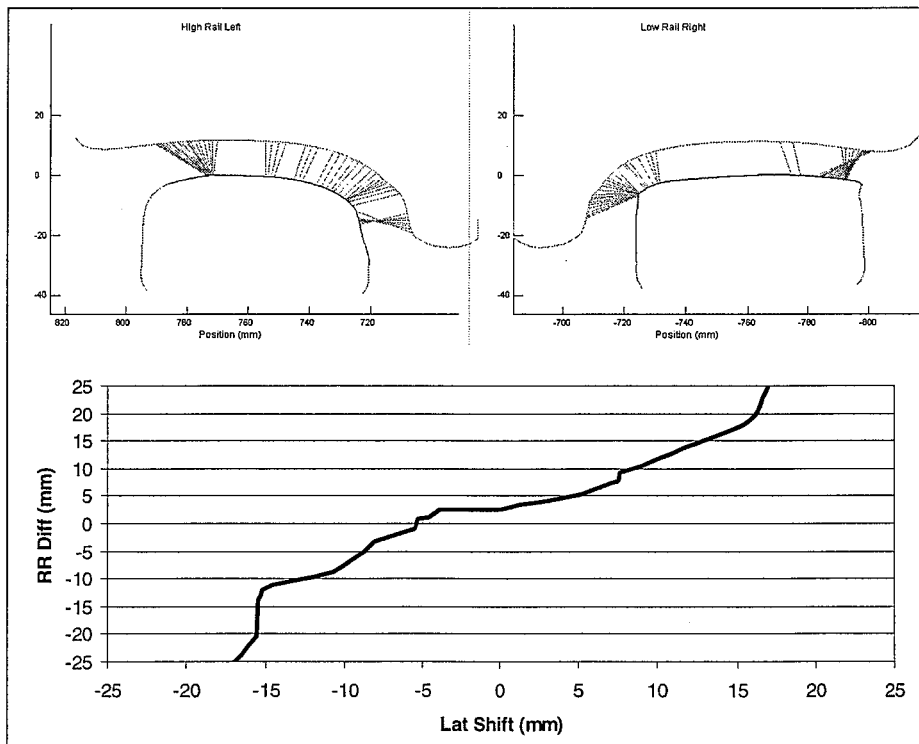 High Rail Left
Low Rail Right
20
0
-20
-40
820 800 780 760 740 720
Position (mm)
20
0
-20
-40
-700 -720 -740 -760 -780 -800
Position (mm)
RR Diff (mm)
25
20
15
10
5
0
-5
-10
-15
-20
-25
-25 -20 -15 -10 -5 0 5 10 15 20 25
Lat Shift (mm)